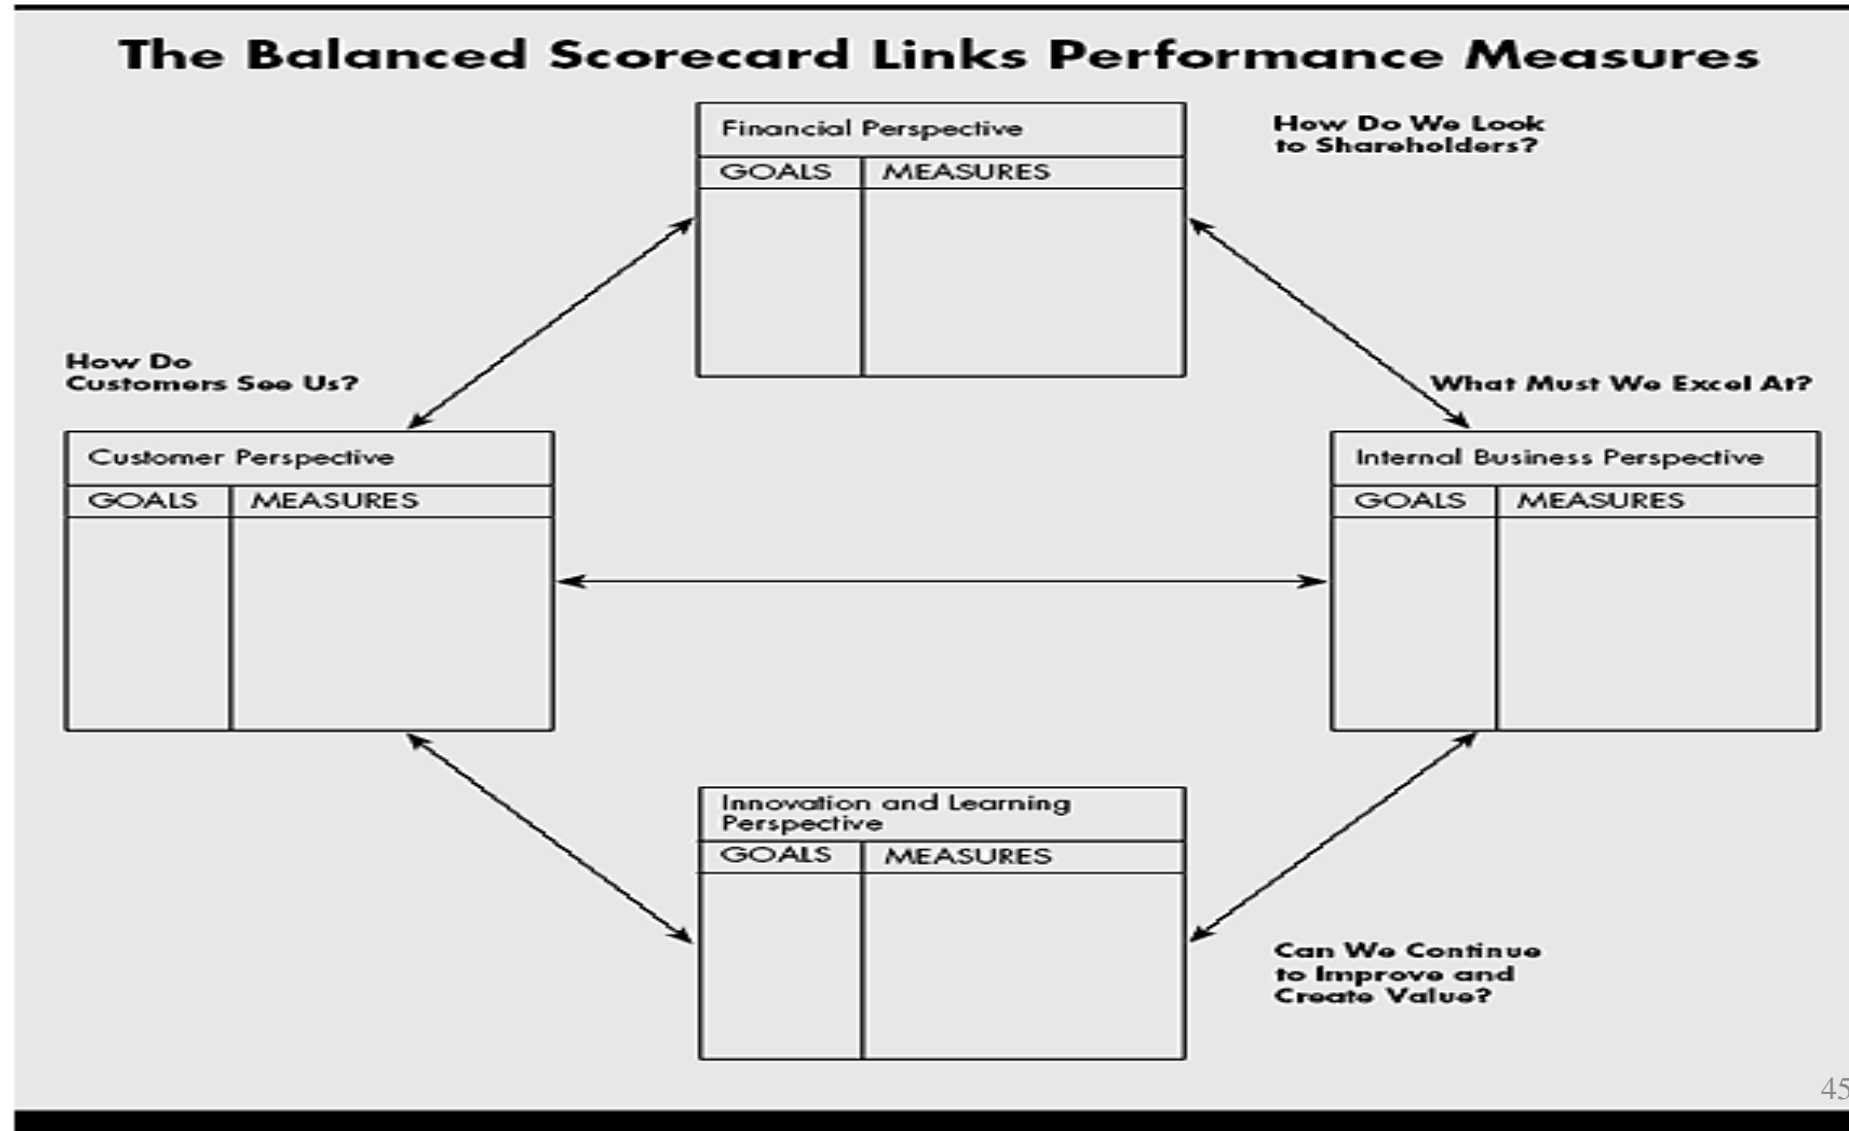 The Balanced Scorecard Links Performance Measures
Financial Perspective
GOALS MEASURES
How Do We Look
to Shareholders?
How Do
Customers See Us?
What Must We Excel At?
Customer Perspective
GOALS MEASURES
Internal Business Perspective
GOALS MEASURES
Innovation and Learning
Perspective
GOALS MEASURES
Can We Continue
to Improve and
Create Value?
45